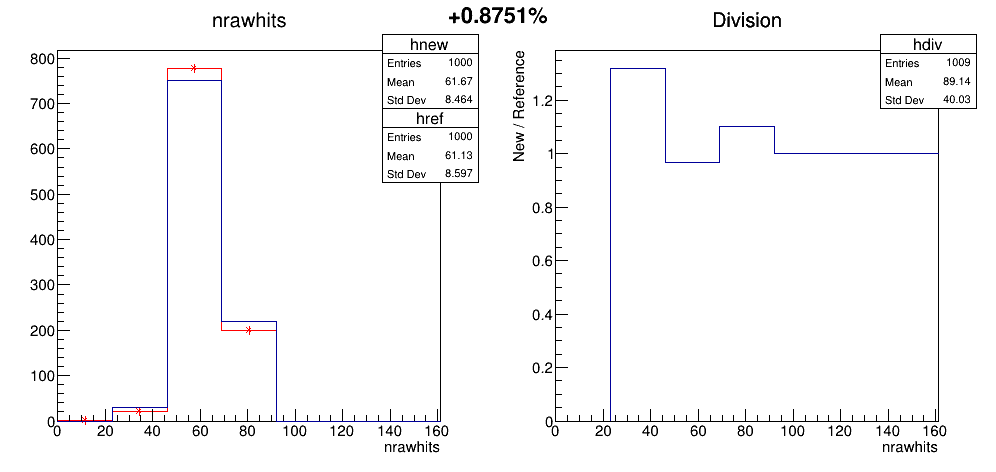 +0.8751%
nrawhits
800
700
600
500
400
300
200
100
0
0 20 40 60 80 100 120 140 160
nrawhits
hnew
Entries 1000
Mean 61.67
Std Dev 8.464
href
Entries 1000
Mean 61.13
Std Dev 8.597
Division
New / Reference
1.2
1
0.8
0.6
0.4
0.2
0
0 20 40 60 80 100 120 140 160
nrawhits
hdiv
Entries 1009
Mean 89.14
Std Dev 40.03